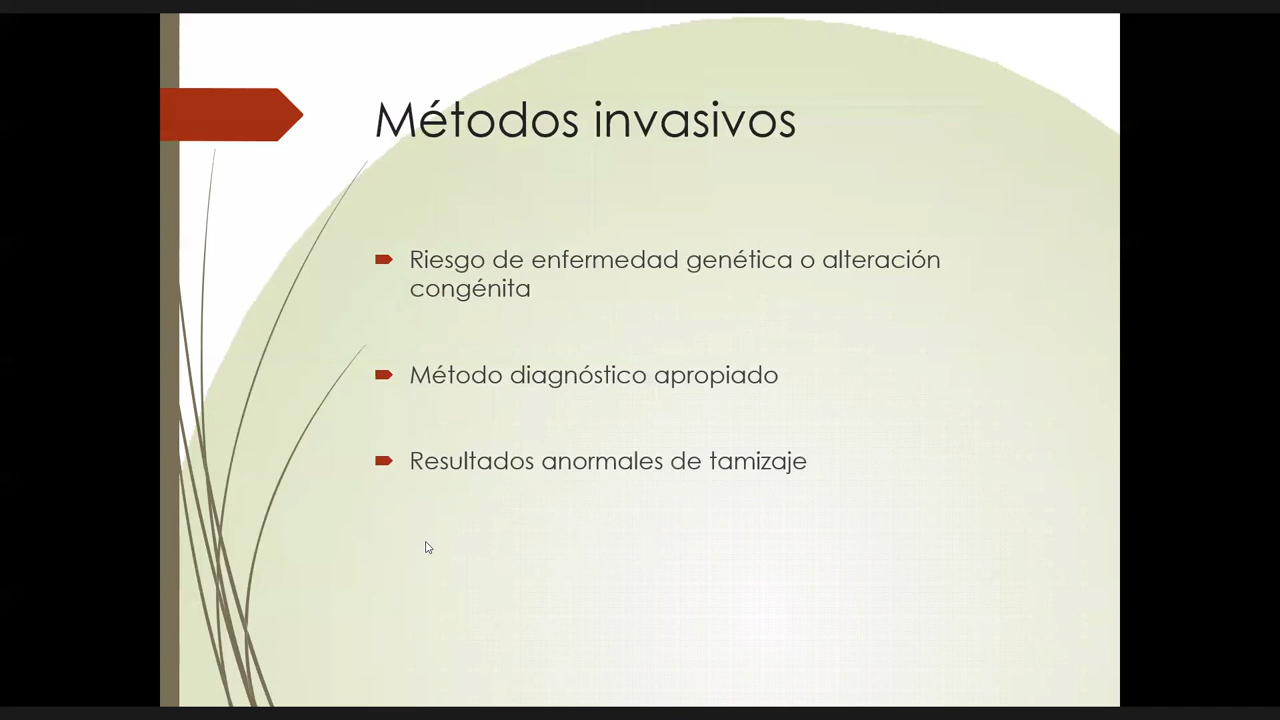 Métodos invasivos
Riesgo de enfermedad genética o alteración
congénita
Método diagnóstico apropiado
Resultados anormales de tamizaje